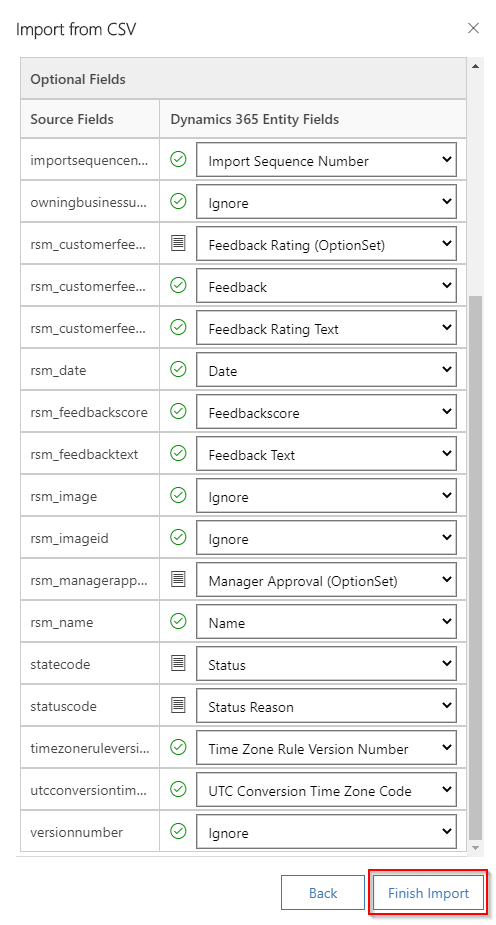 Import from CSV
Optional Fields
Source Fields Dynamics 365 Entity Fields
importsequencen... Import Sequence Number
owningbusinessu... Ignore
rsm_customerfee... Feedback Rating (OptionSet)
rsm_customerfee... Feedback
rsm_customerfee... Feedback Rating Text
rsm_date Date
rsm_feedbackscore Feedbackscore
rsm_feedbacktext Feedback Text
rsm_image Ignore
rsm_imageid Ignore
rsm_managerapp... Manager Approval (OptionSet)
rsm_name Name
statecode Status
statuscode Status Reason
timezoneruleversi... Time Zone Rule Version Number
utcconversiontim... UTC Conversion Time Zone Code
versionnumber Ignore
Back Finish Import